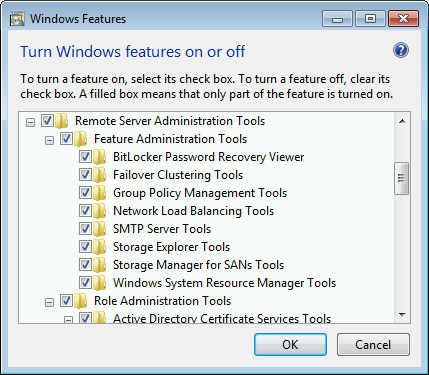 Windows Features
Turn Windows features on or off
To turn a feature on, select its check box. To turn a feature off, clear its
check box. A filled box means that only part of the feature is turned on.
Remote Server Administration Tools
Feature Administration Tools
BitLocker Password Recovery Viewer
Failover Clustering Tools
Group Policy Management Tools
Network Load Balancing Tools
SMTP Server Tools
Storage Explorer Tools
Storage Manager for SANs Tools
Windows System Resource Manager Tools
Role Administration Tools
Active Directory Certificate Services Tools
OK
Cancel